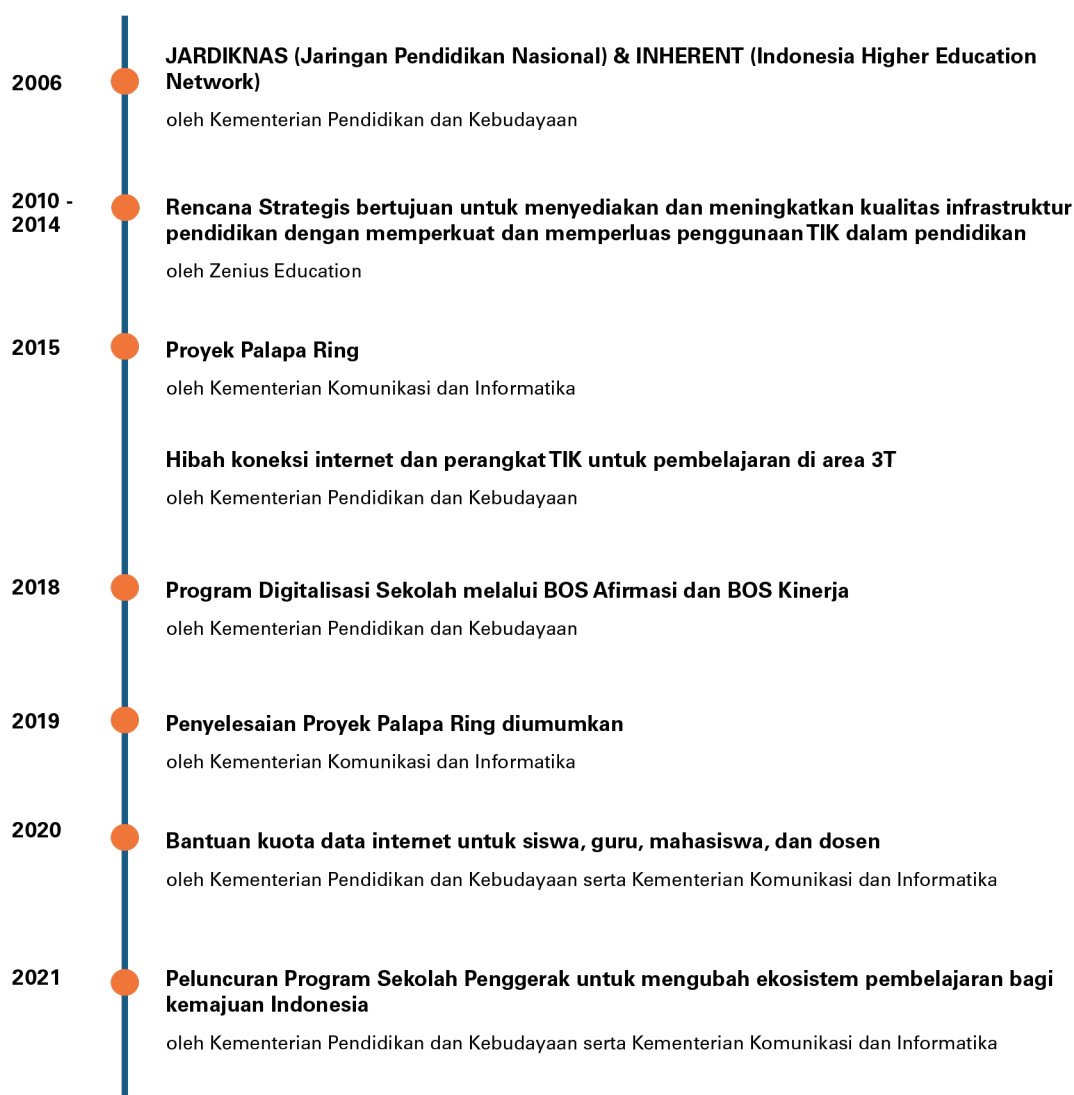 2006
JARDIKNAS (Jaringan Pendidikan Nasional) & INHERENT (Indonesia Higher Education
Network)
oleh Kementerian Pendidikan dan Kebudayaan
2010 -
2014
Rencana Strategis bertujuan untuk menyediakan dan meningkatkan kualitas infrastruktur
pendidikan dengan memperkuat dan memperluas penggunaan TIK dalam pendidikan
oleh Zenius Education
2015
Proyek Palapa Ring
oleh Kementerian Komunikasi dan Informatika
Hibah koneksi internet dan perangkat TIK untuk pembelajaran di area 3T
oleh Kementerian Pendidikan dan Kebudayaan
2018
Program Digitalisasi Sekolah melalui BOS Afirmasi dan BOS Kinerja
oleh Kementerian Pendidikan dan Kebudayaan
2019
Penyelesaian Proyek Palapa Ring diumumkan
oleh Kementerian Komunikasi dan Informatika
2020
Bantuan kuota data internet untuk siswa, guru, mahasiswa, dan dosen
oleh Kementerian Pendidikan dan Kebudayaan serta Kementerian Komunikasi dan Informatika
2021
Peluncuran Program Sekolah Penggerak untuk mengubah ekosistem pembelajaran bagi
kemajuan Indonesia
oleh Kementerian Pendidikan dan Kebudayaan serta Kementerian Komunikasi dan Informatika